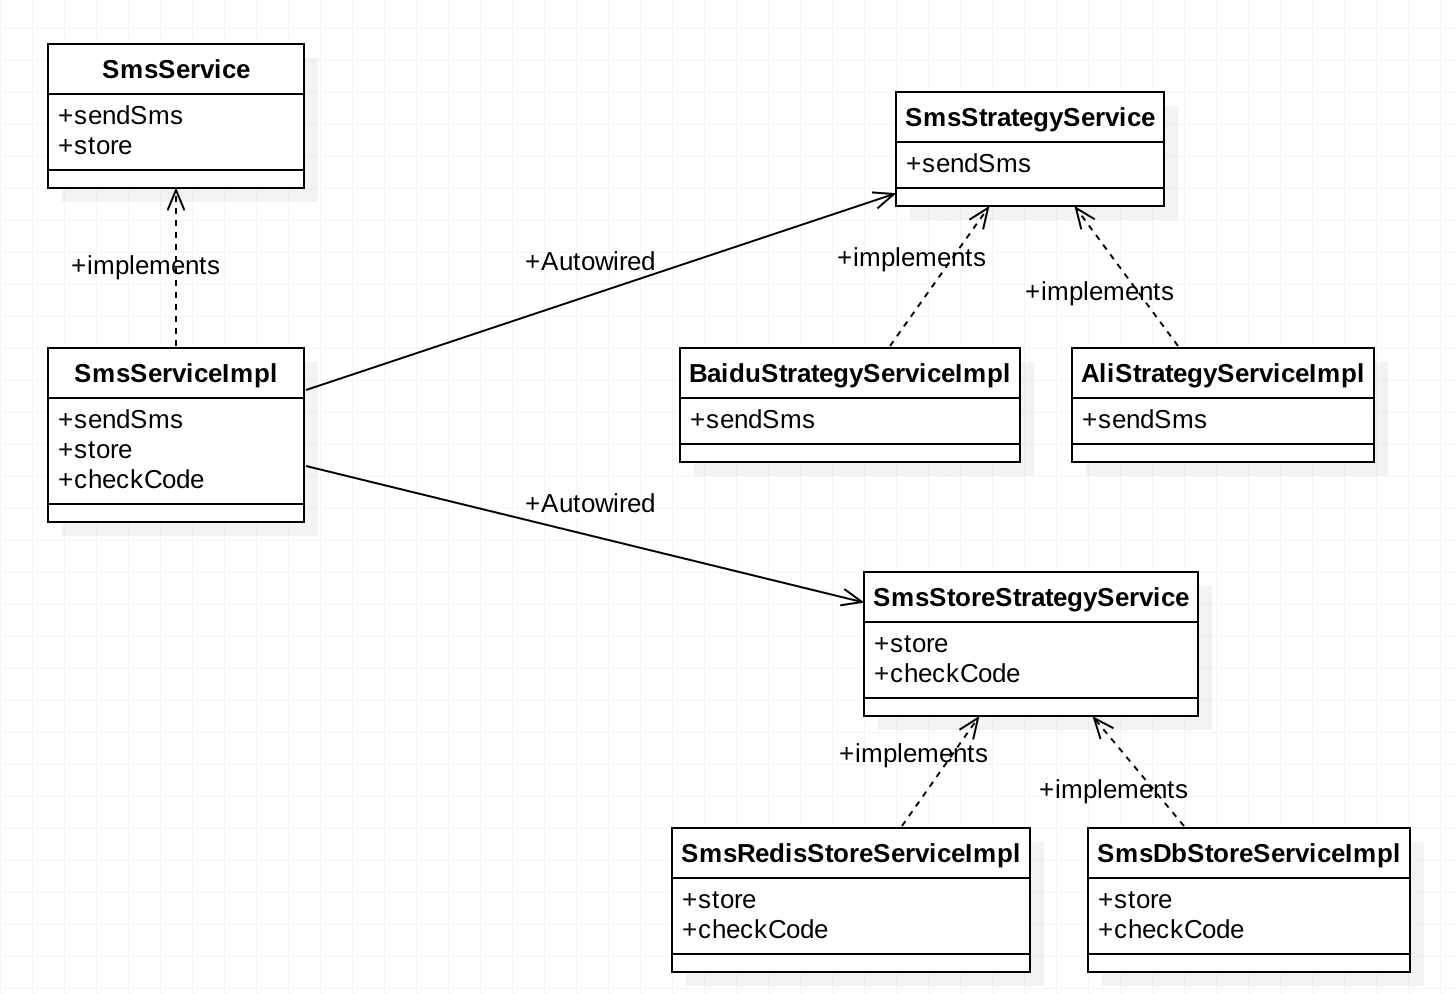 SmsService
+sendSms
+store
+implements
SmsServiceImpl
+sendSms
+store
+checkCode
+Autowired
+Autowired
SmsStrategyService
+sendSms
+implements
+implements
BaiduStrategyServiceImpl
+sendSms
AliStrategyServiceImpl
+sendSms
SmsStoreStrategyService
+store
+checkCode
+implements
+implements
SmsRedisStoreServiceImpl
+store
+checkCode
SmsDbStoreServiceImpl
+store
+checkCode